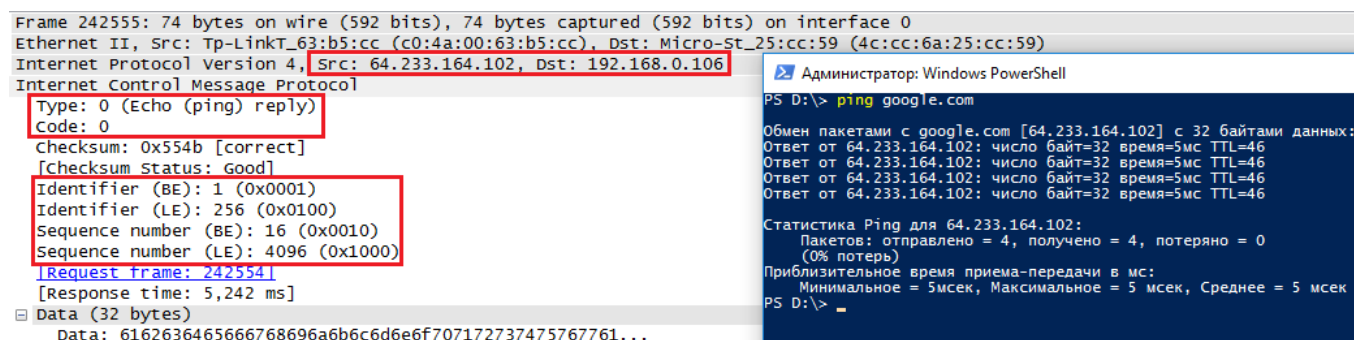 Frame 242555: 74 bytes on wire (592 bits), 74 bytes captured (592 bits) on interface 0
Ethernet II, Src: Tp-LinkT_63:b5:cc (c0:4a:00:63:b5:cc), Dst: Micro-St_25:cc:59 (4c:cc:6a:25:cc:59)
Internet Protocol Version 4, Src: 64.233.164.102, Dst: 192.168.0.106
Internet Control Message Protocol
Type: 0 (Echo (ping) reply)
Code: 0
Checksum: 0x554b [correct]
[Checksum Status: Good]
Identifier (BE): 1 (0x0001)
Identifier (LE): 256 (0x0100)
Sequence number (BE): 16 (0x0010)
Sequence number (LE): 4096 (0x1000)
[Request frame: 242554]
[Response time: 5,242 ms]
Data (32 bytes)
Data: 6162636465666768696a6b6c6d6e6f7071727374757677​61...
Администратор: Windows PowerShell
PS D:\> ping google.com
Обмен пакетами с google.com [64.233.164.102] с 32 байтами данных:
Ответ от 64.233.164.102: число байт=32 время=5мс TTL=46
Ответ от 64.233.164.102: число байт=32 время=5мс TTL=46
Ответ от 64.233.164.102: число байт=32 время=5мс TTL=46
Ответ от 64.233.164.102: число байт=32 время=5мс TTL=46
Статистика Ping для 64.233.164.102:
Пакетов: отправлено = 4, получено = 4, потеряно = 0
(0% потерь)
Приблизительное время приема-передачи в мс:
Минимальное = 5мсек, Максимальное = 5 мсек, Среднее = 5 мсек
PS D:\>